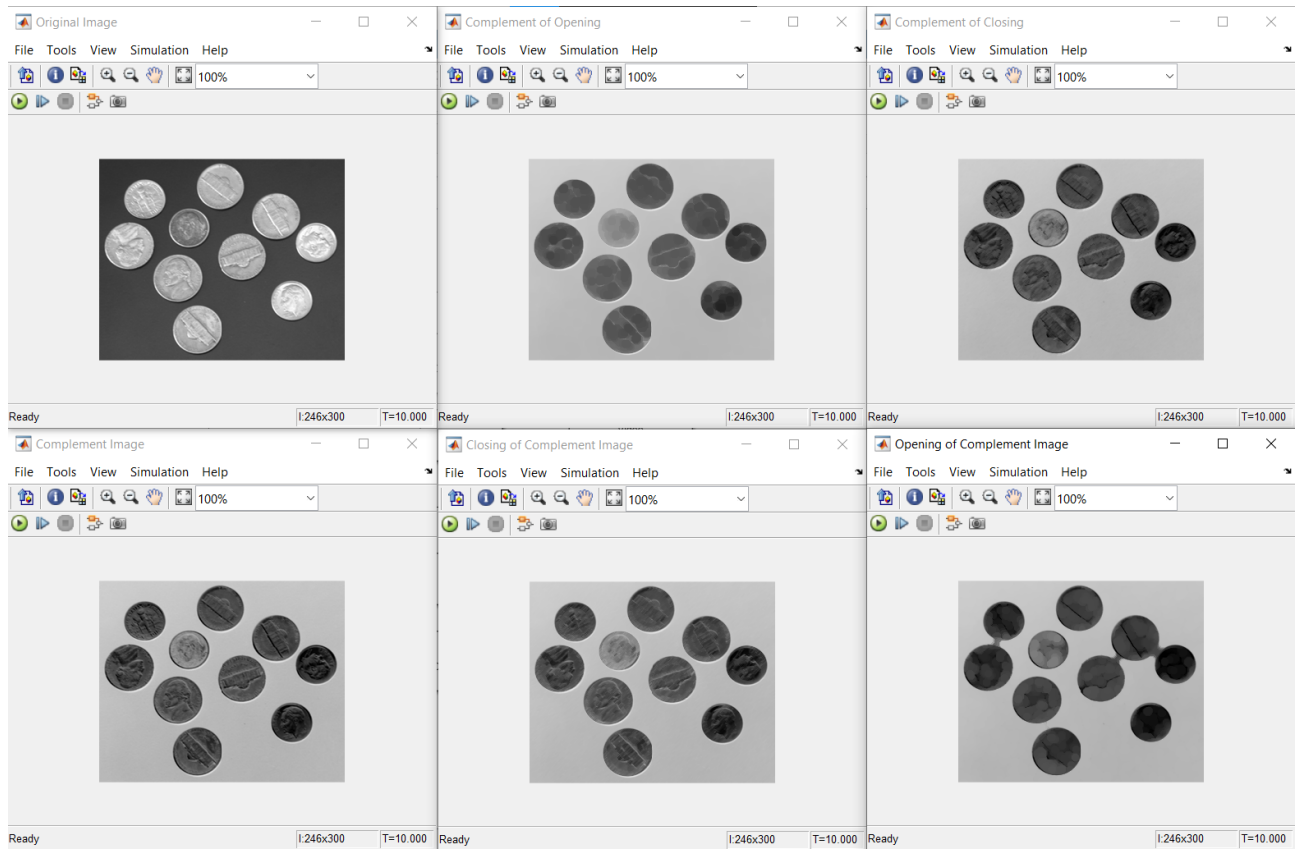 Original Image
File Tools View Simulation Help
100%
Ready I:246x300 T=10.000
Complement of Opening
File Tools View Simulation Help
100%
Ready I:246x300 T=10.000
Complement of Closing
File Tools View Simulation Help
100%
Ready I:246x300 T=10.000
Complement Image
File Tools View Simulation Help
100%
Ready I:246x300 T=10.000
Closing of Complement Image
File Tools View Simulation Help
100%
Ready I:246x300 T=10.000
Opening of Complement Image
File Tools View Simulation Help
100%
Ready I:246x300 T=10.000